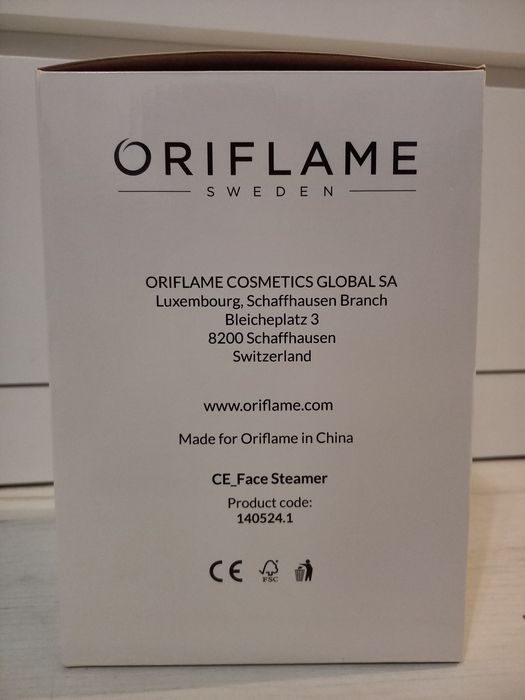 ORIFLAME
SWEDEN
ORIFLAME COSMETICS GLOBAL SA
Luxembourg, Schaffhausen Branch
Bleicheplatz 3
8200 Schaffhausen
Switzerland
www.oriflame.com
Made for Oriflame in China
CE_Face Steamer
Product code:
140524.1
CE FSC